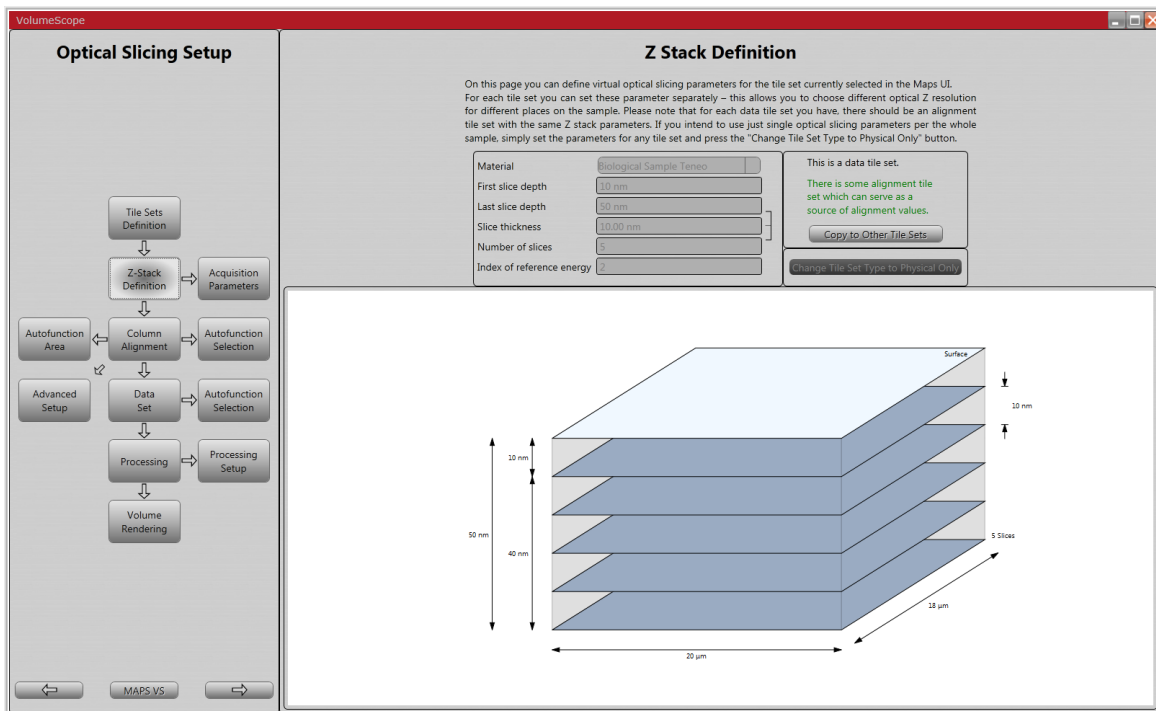 VolumeScope
Optical Slicing Setup
Tile Sets
Definition
Z-Stack
Definition
Acquisition
Parameters
Autofunction
Area
Column
Alignment
Autofunction
Selection
Advanced
Setup
Data
Set
Autofunction
Selection
Processing
Processing
Setup
Volume
Rendering
MAPS VS
Z Stack Definition
On this page you can define virtual optical slicing parameters for the tile set currently selected in the Maps UI.
For each tile set you can set these parameter separately – this allows you to choose different optical Z resolution
for different places on the sample. Please note that for each data tile set you have, there should be an alignment
tile set with the same Z stack parameters. If you intend to use just single optical slicing parameters per the whole
sample, simply set the parameters for any tile set and press the "Change Tile Set Type to Physical Only" button.
Material Biological Sample Teneo
First slice depth 10 nm
Last slice depth 50 nm
Slice thickness 10.00 nm
Number of slices 5
Index of reference energy 2
This is a data tile set.
There is some alignment tile
set which can serve as a
source of alignment values.
Copy to Other Tile Sets
Change Tile Set Type to Physical Only
Surface
10 nm
10 nm
50 nm
40 nm
5 Slices
18 µm
20 µm